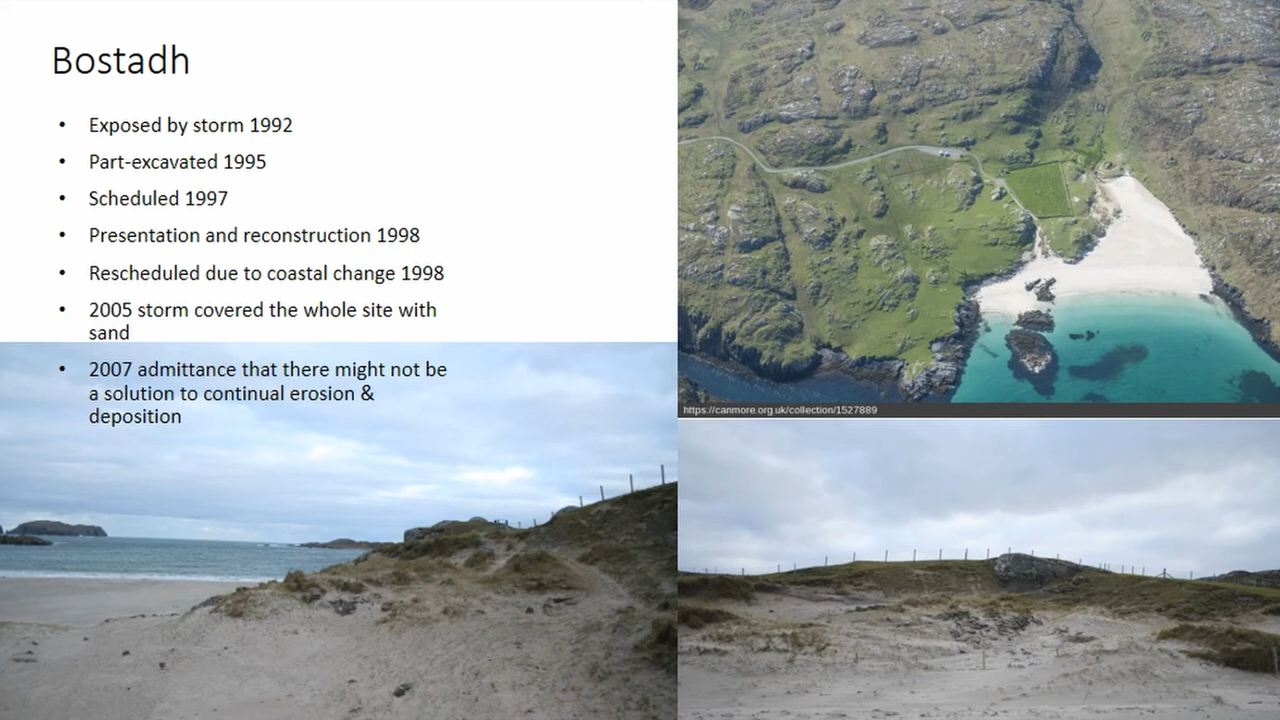 Bostadh
• Exposed by storm 1992
• Part-excavated 1995
• Scheduled 1997
• Presentation and reconstruction 1998
• Rescheduled due to coastal change 1998
• 2005 storm covered the whole site with
sand
• 2007 admittance that there might not be
a solution to continual erosion &
deposition
https://canmore.org.uk/collection/1527889